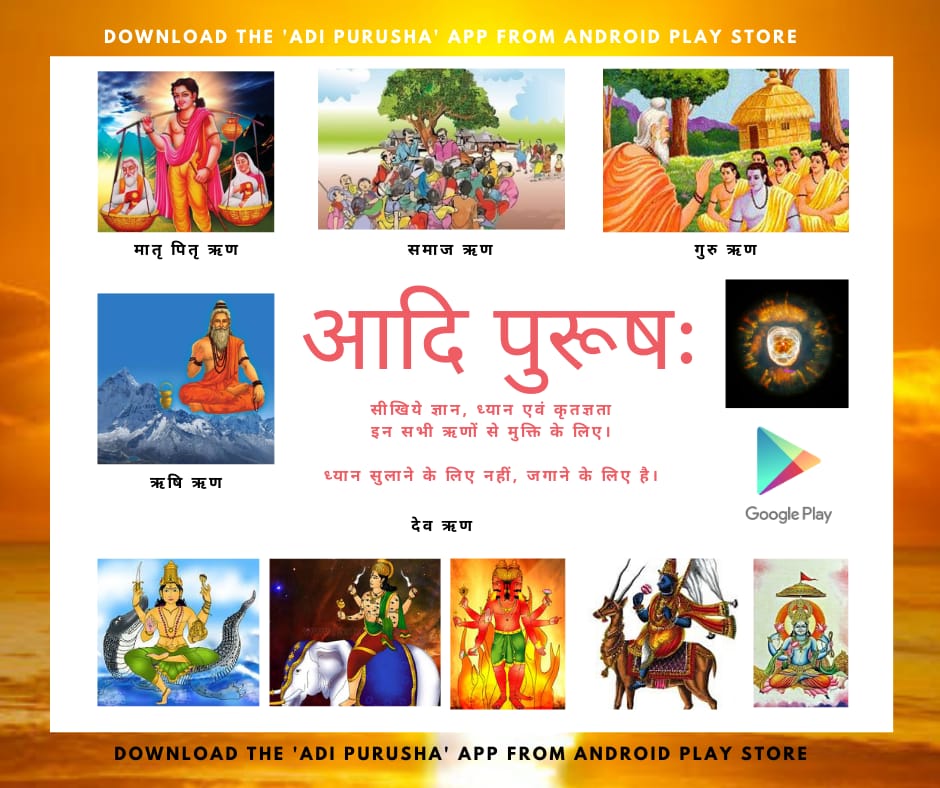 DOWNLOAD THE 'ADI PURUSHA' APP FROM ANDROID PLAY STORE
मातृ पितृ ऋण
समाज ऋण
गुरु ऋण
आदि पुरूषः
सीखिये ज्ञान, ध्यान एवं कृतज्ञता
इन सभी ऋणों से मुक्ति के लिए।
ध्यान सुलाने के लिए नहीं, जगाने के लिए है।
ऋषि ऋण
Google Play
देव ऋण
DOWNLOAD THE 'ADI PURUSHA' APP FROM ANDROID PLAY STORE